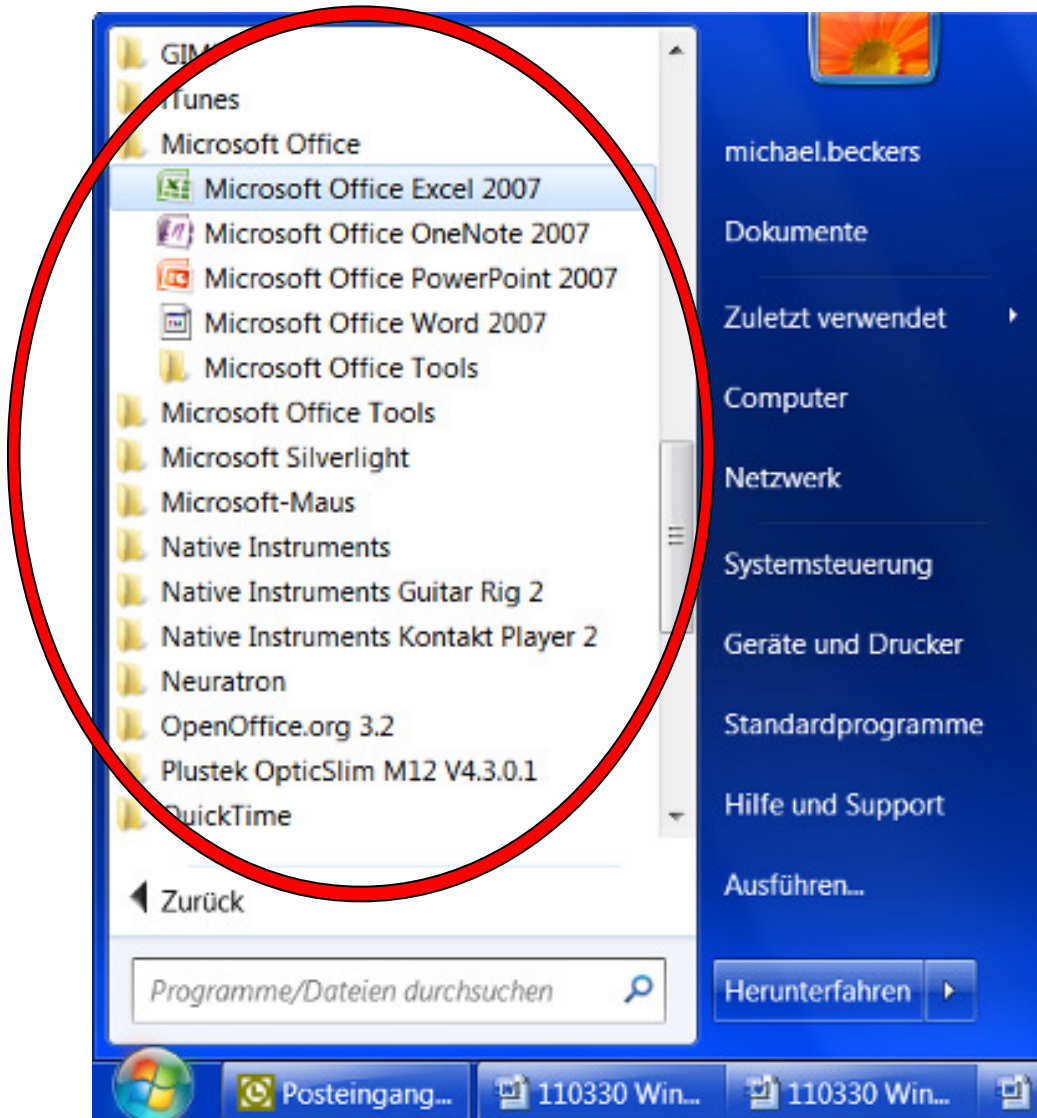 GIM
iTunes
Microsoft Office
Microsoft Office Excel 2007
Microsoft Office OneNote 2007
Microsoft Office PowerPoint 2007
Microsoft Office Word 2007
Microsoft Office Tools
Microsoft Office Tools
Microsoft Silverlight
Microsoft-Maus
Native Instruments
Native Instruments Guitar Rig 2
Native Instruments Kontakt Player 2
Neuratron
OpenOffice.org 3.2
Plustek OpticSlim M12 V4.3.0.1
QuickTime
Zurück
Programme/Dateien durchsuchen
michael.beckers
Dokumente
Zuletzt verwendet
Computer
Netzwerk
Systemsteuerung
Geräte und Drucker
Standardprogramme
Hilfe und Support
Ausführen...
Herunterfahren
Posteingang...
110330 Win...
110330 Win...